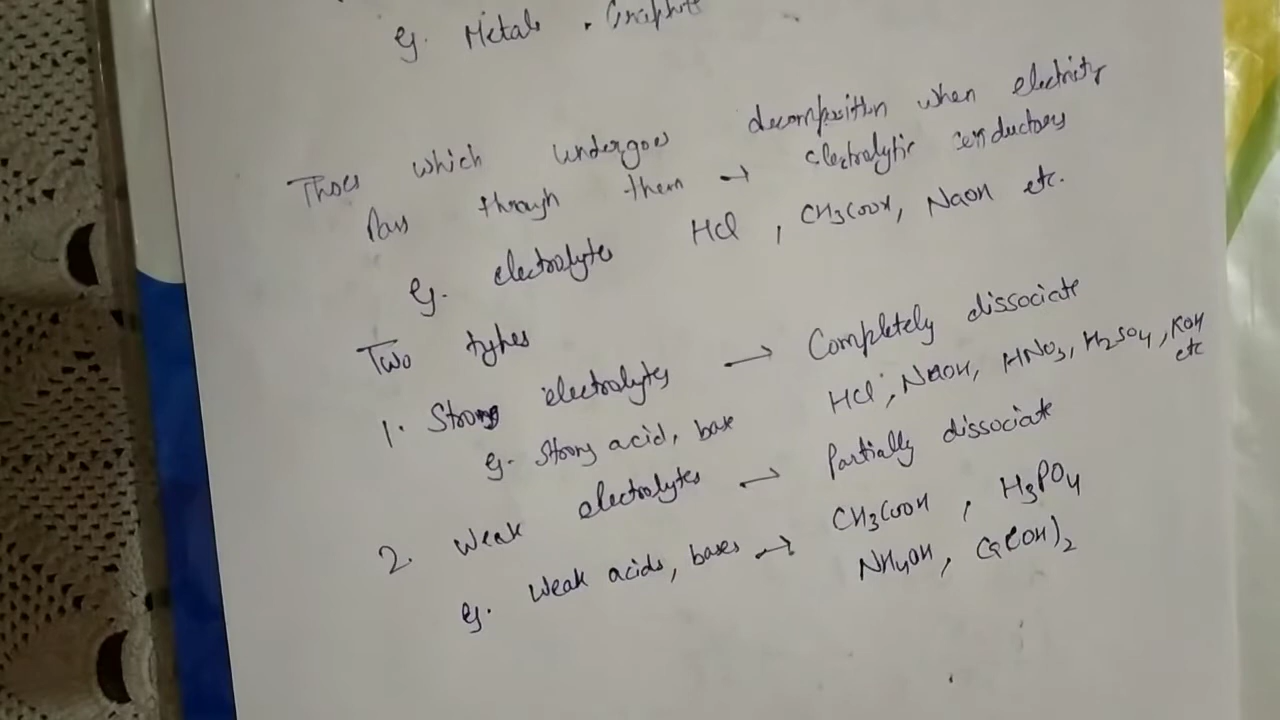 eg. Metals, Graphite
Thoes which undergoes decomposition when electricity
Pass through them → electrolytic conductors
eg. electrolytes HCl, CH3COOH, NaOH etc.
Two types
1. Strong electrolytes → Completely dissociate
eg. Strong acid, base HCl, NaOH, HNO3, H2SO4, KOH etc
2. Weak electrolytes → Partially dissociate
eg. Weak acids, bases → CH3COOH, H3PO4
NH4OH, Ca(OH)2